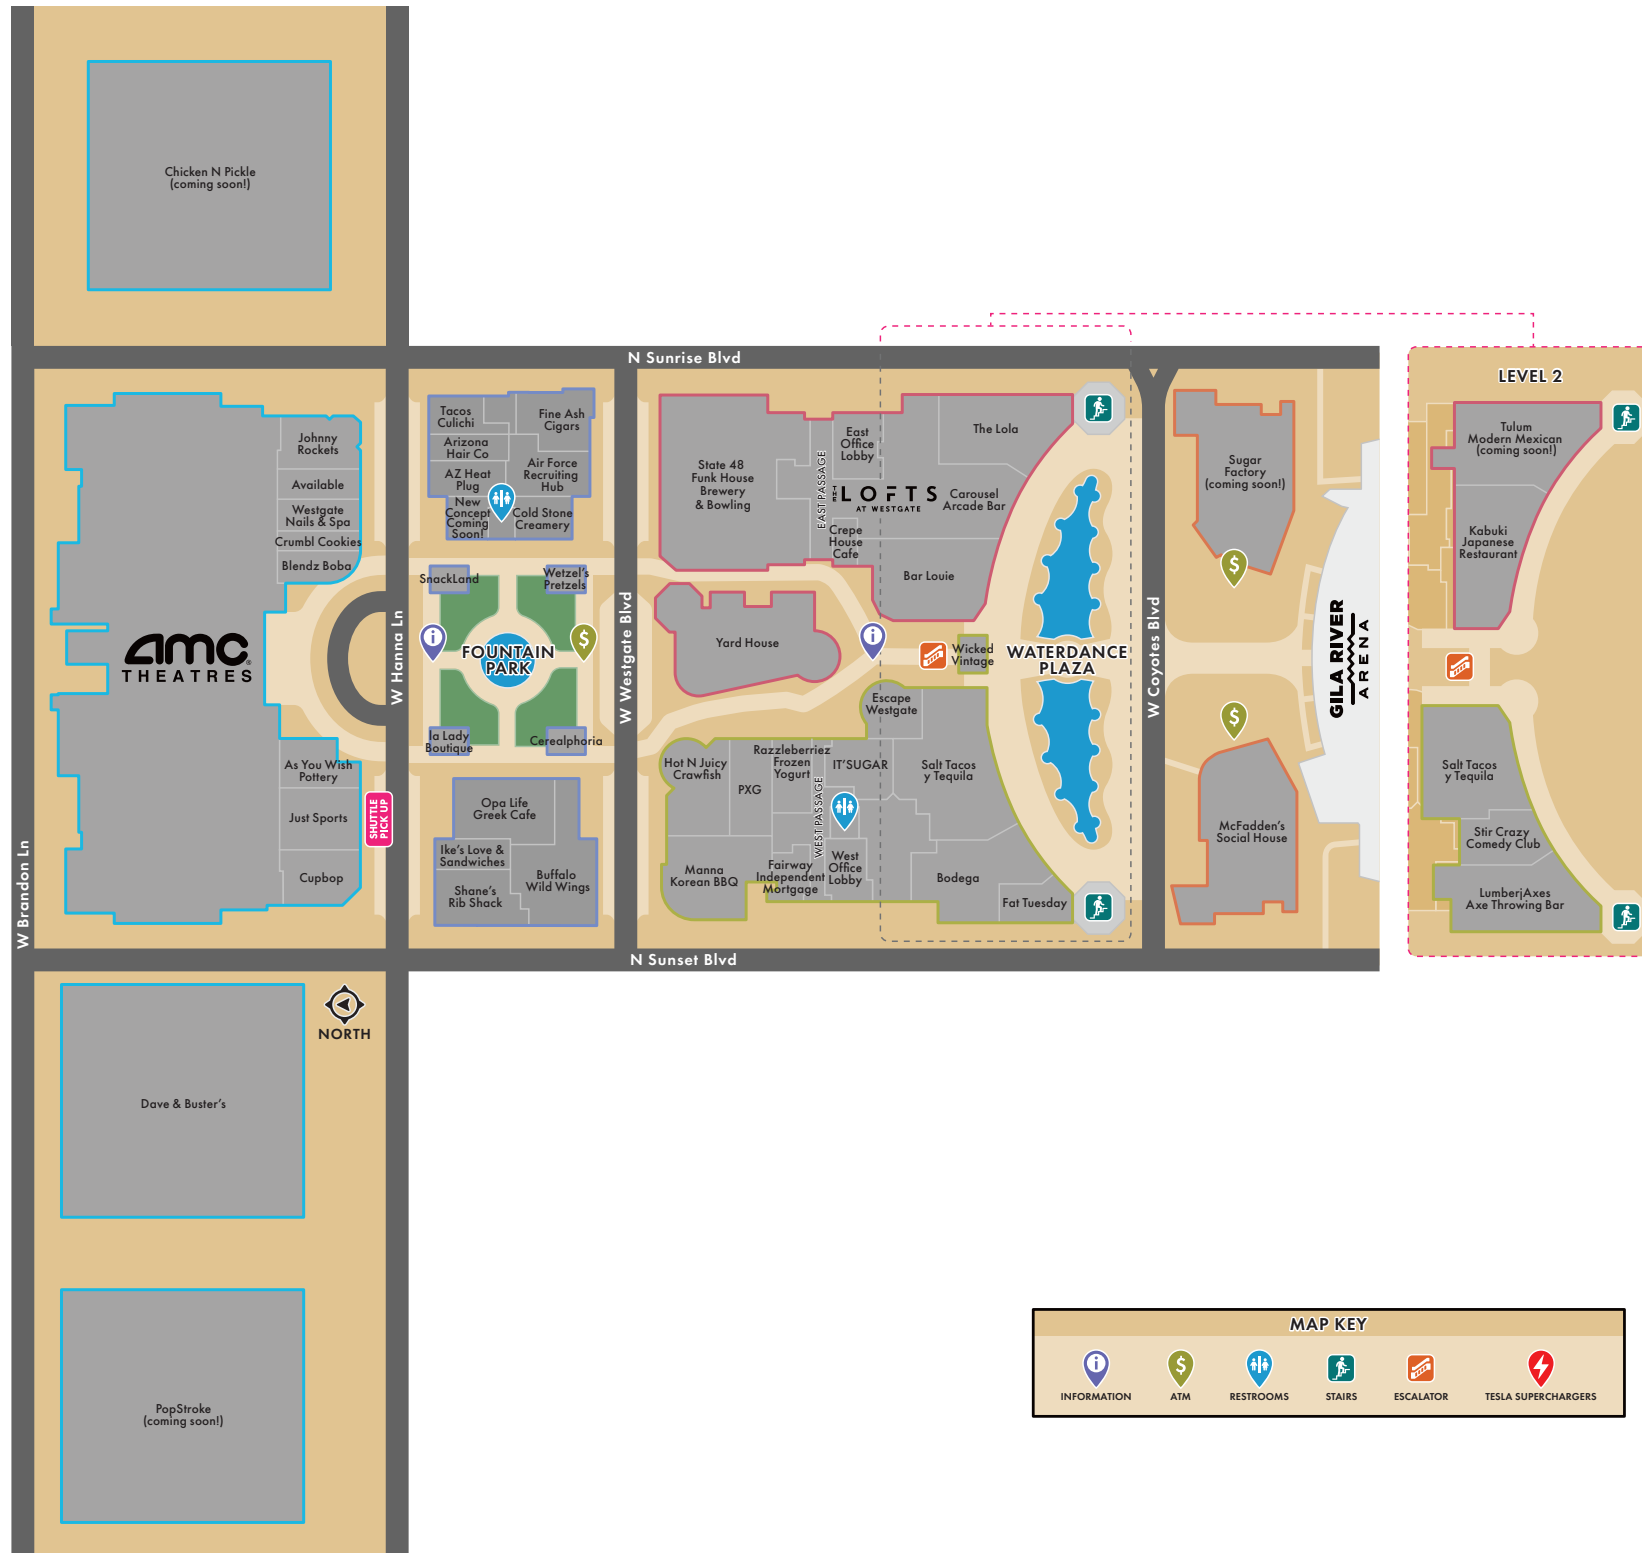 Chicken N Pickle
(coming soon!)
N Sunrise Blvd
LEVEL 2
Johnny
Rockets
Available
Westgate
Nails & Spa
Crumbl Cookies
Blendz Boba
amc
THEATRES
As You Wish
Pottery
Just Sports
Cupbop
SHUTTLE
PICK UP
W Brandon Ln
W Hanna Ln
Tacos
Culichi
Fine Ash
Cigars
Arizona
Hair Co
AZ Heat
Plug
Air Force
Recruiting
Hub
New
Concept
Coming
Soon!
Cold Stone
Creamery
SnackLand
Wetzel's
Pretzels
FOUNTAIN
PARK
la Lady
Boutique
Cerealphoria
Opa Life
Greek Cafe
Ike's Love &
Sandwiches
Shane's
Rib Shack
Buffalo
Wild Wings
W Westgate Blvd
State 48
Funk House
Brewery
& Bowling
EAST PASSAGE
East
Office
Lobby
The Lola
THE LOFTS
AT WESTGATE
Carousel
Arcade Bar
Crepe
House
Cafe
Bar Louie
Yard House
Wicked
Vintage
WATERDANCE
PLAZA
Escape
Westgate
Hot N Juicy
Crawfish
PXG
Razzleberriez
Frozen
Yogurt
IT'SUGAR
Salt Tacos
y Tequila
WEST PASSAGE
Manna
Korean BBQ
Fairway
Independent
Mortgage
West
Office
Lobby
Bodega
Fat Tuesday
W Coyotes Blvd
Sugar
Factory
(coming soon!)
GILA RIVER
ARENA
McFadden's
Social House
Tulum
Modern Mexican
(coming soon!)
Kabuki
Japanese
Restaurant
Salt Tacos
y Tequila
Stir Crazy
Comedy Club
LumberjAxes
Axe Throwing Bar
N Sunset Blvd
NORTH
Dave & Buster's
PopStroke
(coming soon!)
MAP KEY
INFORMATION
ATM
RESTROOMS
STAIRS
ESCALATOR
TESLA SUPERCHARGERS